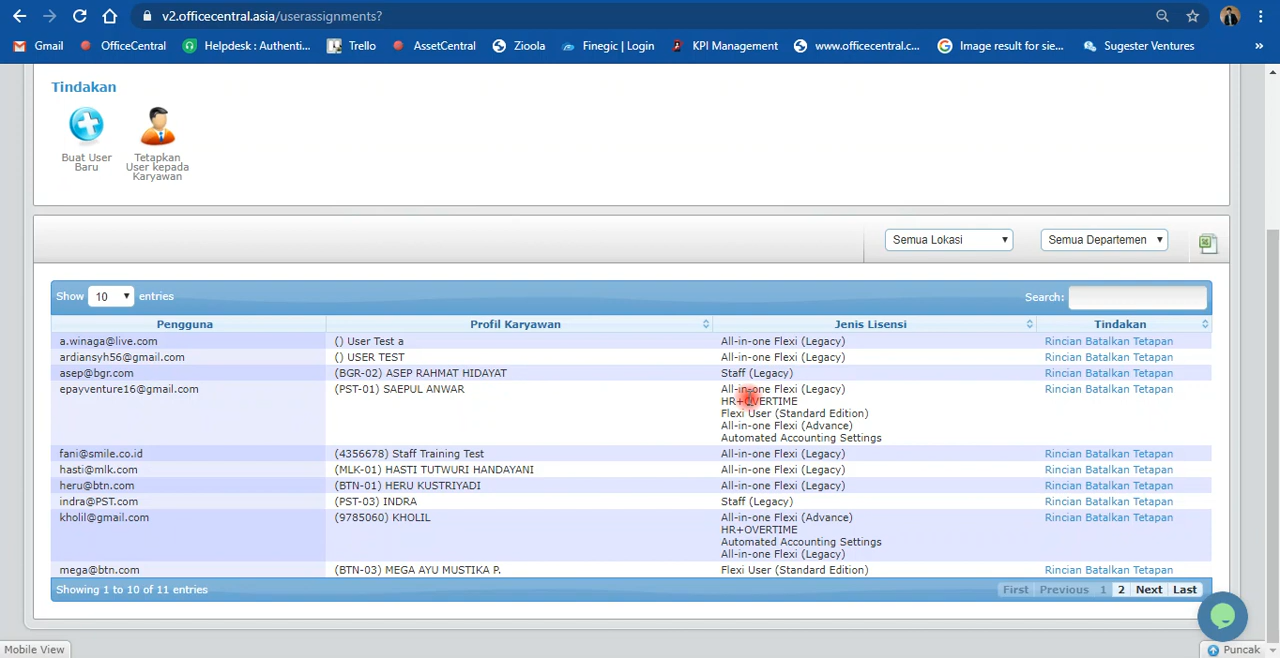 v2.officecentral.asia/userassignments?
Gmail OfficeCentral Helpdesk : Authenti... Trello AssetCentral Zioola Finegic | Login KPI Management www.officecentral.c... Image result for sie... Sugester Ventures »
Tindakan
Buat User
Baru
Tetapkan
User kepada
Karyawan
Semua Lokasi Semua Departemen
Show 10 entries Search:
Pengguna Profil Karyawan Jenis Lisensi Tindakan
a.winaga@live.com () User Test a All-in-one Flexi (Legacy) Rincian Batalkan Tetapan
ardiansyh56@gmail.com () USER TEST All-in-one Flexi (Legacy) Rincian Batalkan Tetapan
asep@bgr.com (BGR-02) ASEP RAHMAT HIDAYAT Staff (Legacy) Rincian Batalkan Tetapan
epayventure16@gmail.com (PST-01) SAEPUL ANWAR All-in-one Flexi (Legacy) Rincian Batalkan Tetapan
HR+OVERTIME
Flexi User (Standard Edition)
All-in-one Flexi (Advance)
Automated Accounting Settings
fani@smile.co.id (4356678) Staff Training Test All-in-one Flexi (Legacy) Rincian Batalkan Tetapan
hasti@mlk.com (MLK-01) HASTI TUTWURI HANDAYANI All-in-one Flexi (Legacy) Rincian Batalkan Tetapan
heru@btn.com (BTN-01) HERU KUSTRIYADI All-in-one Flexi (Legacy) Rincian Batalkan Tetapan
indra@PST.com (PST-03) INDRA Staff (Legacy) Rincian Batalkan Tetapan
kholil@gmail.com (9785060) KHOLIL All-in-one Flexi (Advance) Rincian Batalkan Tetapan
HR+OVERTIME
Automated Accounting Settings
All-in-one Flexi (Legacy)
mega@btn.com (BTN-03) MEGA AYU MUSTIKA P. Flexi User (Standard Edition) Rincian Batalkan Tetapan
Showing 1 to 10 of 11 entries First Previous 1 2 Next Last
Mobile View Puncak